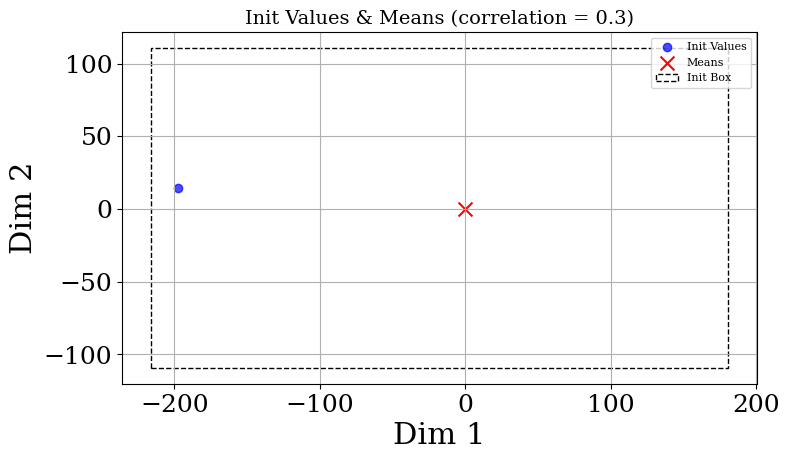 Init Values & Means (correlation = 0.3)
Init Values
Means
Init Box
Dim 2
100
50
0
−50
−100
−200
−100
0
100
200
Dim 1